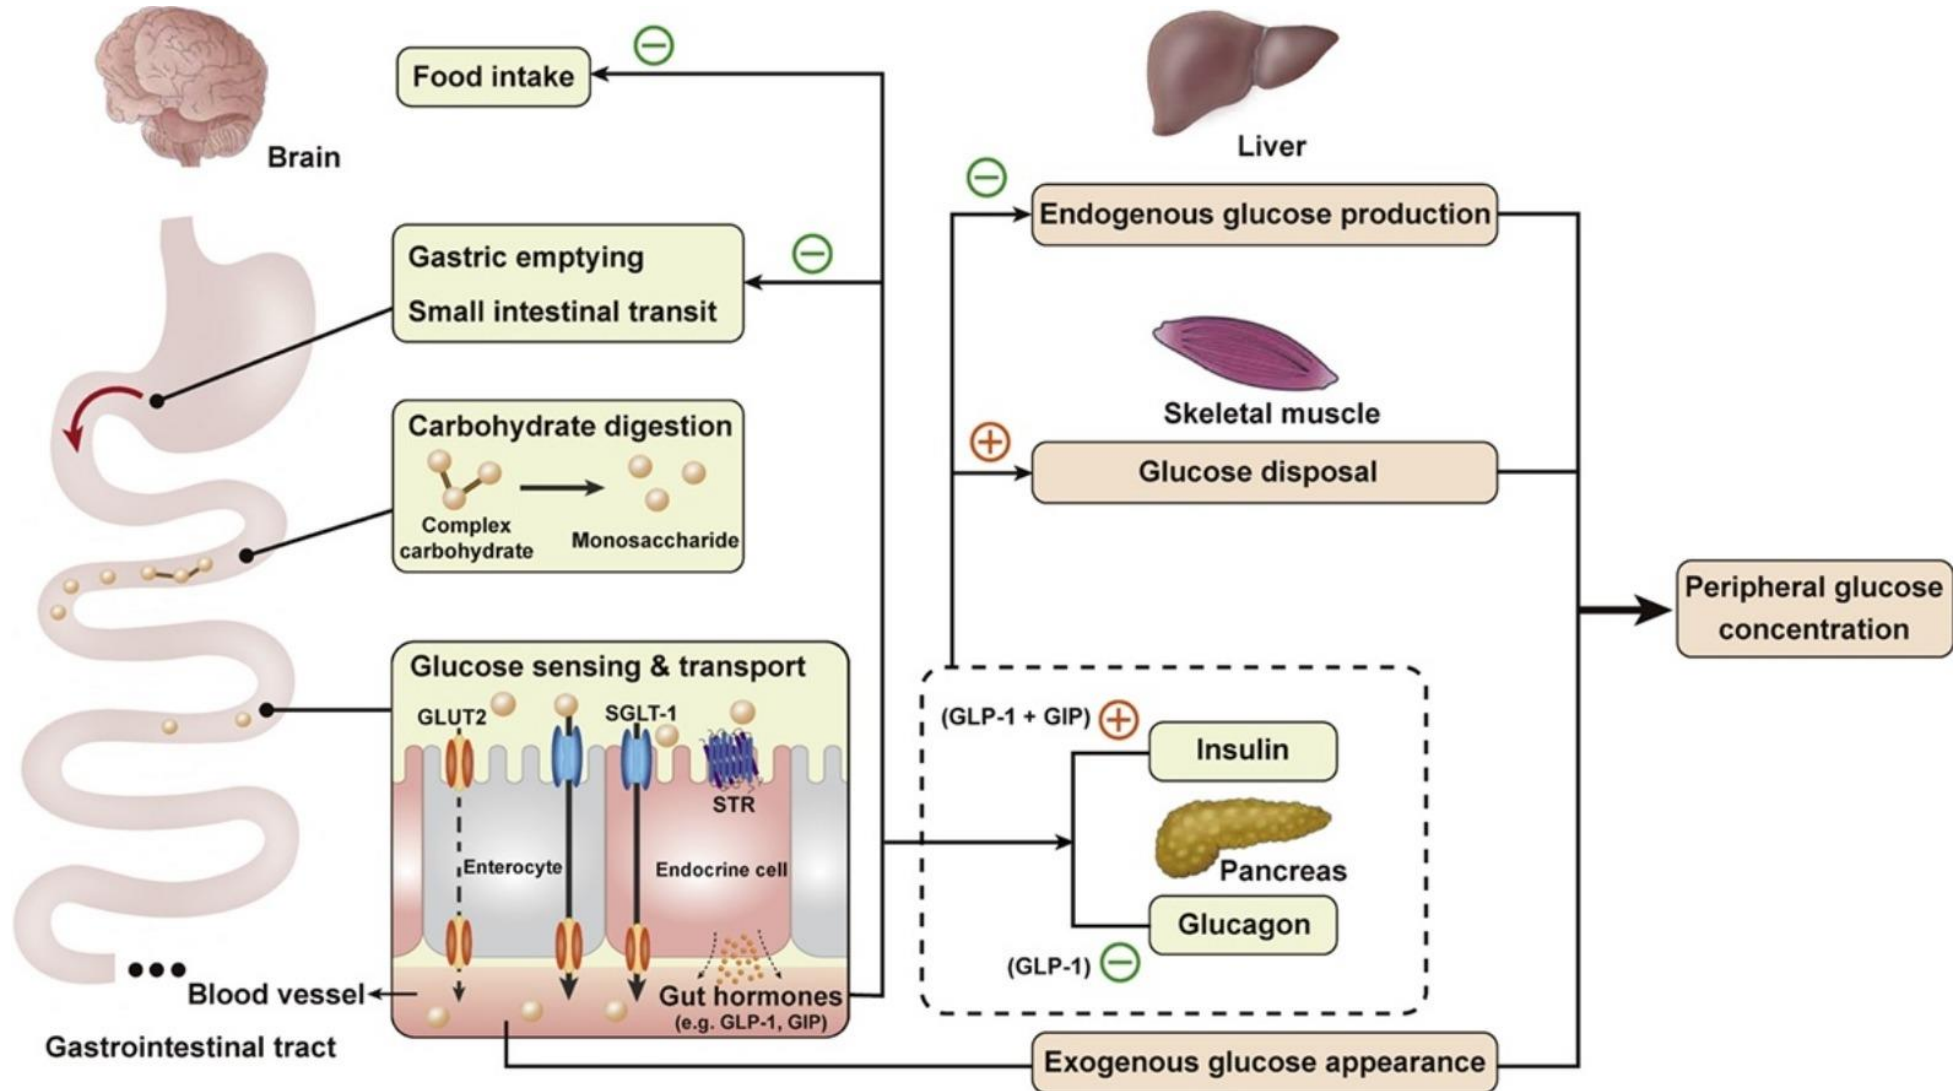 Brain
Food intake
Gastric emptying
Small intestinal transit
Carbohydrate digestion
Complex
carbohydrate
Monosaccharide
Glucose sensing & transport
GLUT2
SGLT-1
STR
Enterocyte
Endocrine cell
Gut hormones
(e.g. GLP-1, GIP)
Blood vessel
Gastrointestinal tract
Liver
Endogenous glucose production
Skeletal muscle
Glucose disposal
(GLP-1 + GIP)
Insulin
Pancreas
Glucagon
(GLP-1)
Exogenous glucose appearance
Peripheral glucose
concentration